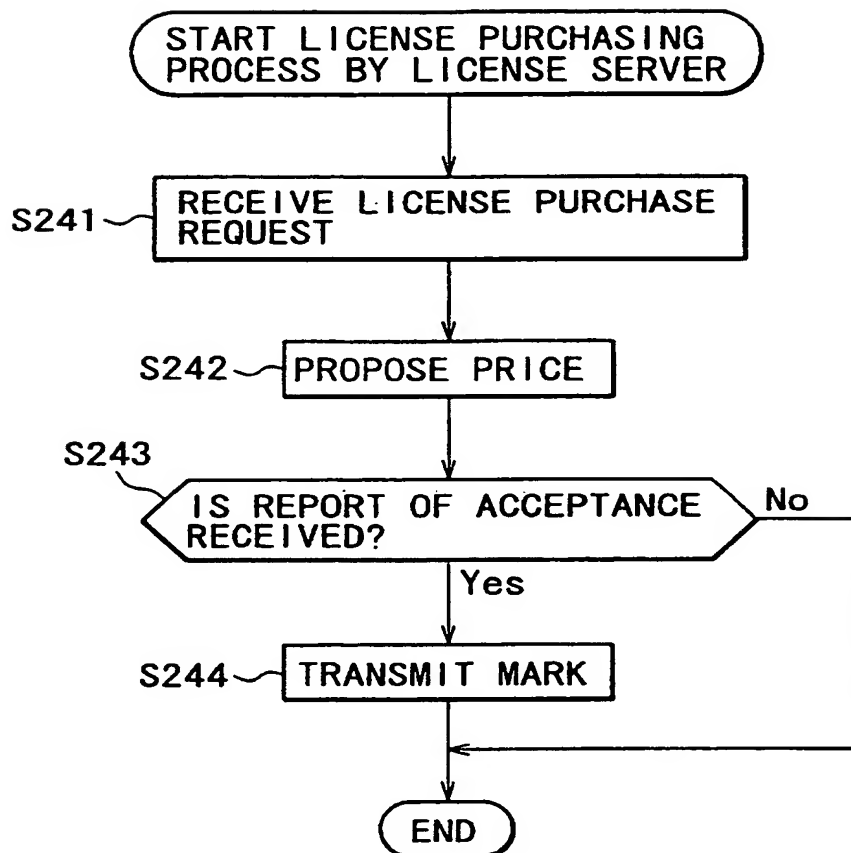 START LICENSE PURCHASING
PROCESS BY LICENSE SERVER
S241
RECEIVE LICENSE PURCHASE
REQUEST
S242
PROPOSE PRICE
S243
IS REPORT OF ACCEPTANCE
RECEIVED?
No
Yes
S244
TRANSMIT MARK
END